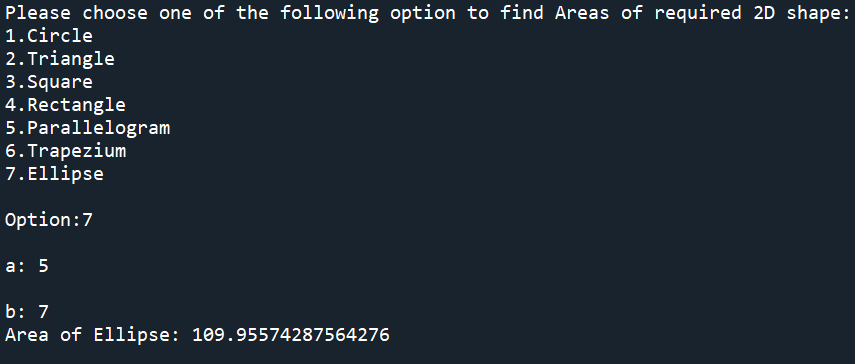 Please choose one of the following option to find Areas of required 2D shape:
1.Circle
2.Triangle
3.Square
4.Rectangle
5.Parallelogram
6.Trapezium
7.Ellipse
Option:7
a: 5
b: 7
Area of Ellipse: 109.95574287564276